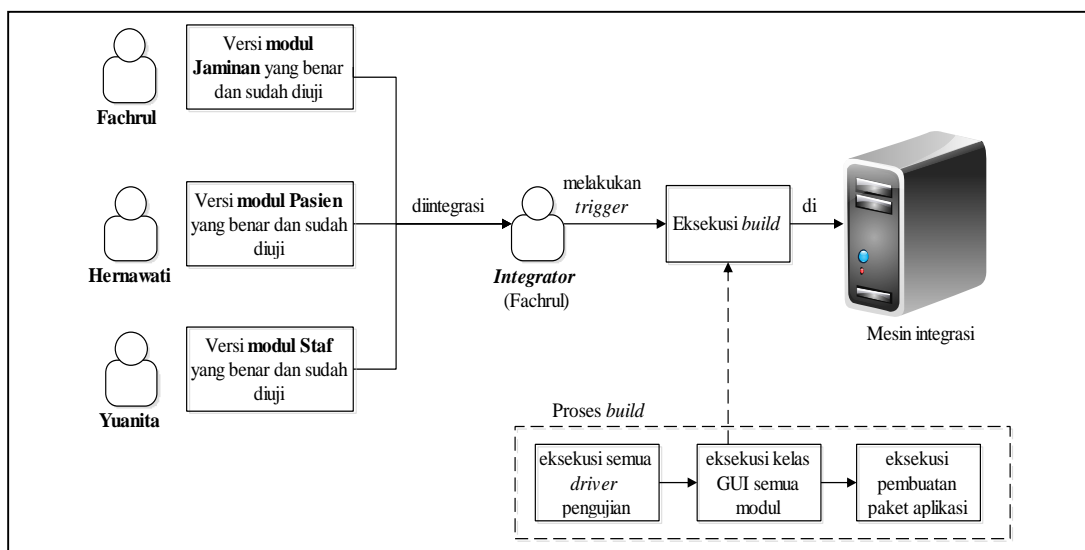 Versi modul
Jaminan yang benar
dan sudah diuji
Fachrul
Versi modul Pasien
yang benar dan sudah
diuji
Hernawati
Versi modul Staf
yang benar dan sudah
diuji
Yuanita
diintegrasi
Integrator
(Fachrul)
melakukan
trigger
Eksekusi build
di
Mesin integrasi
Proses build
eksekusi semua
driver
pengujian
eksekusi kelas
GUI semua
modul
eksekusi
pembuatan
paket aplikasi